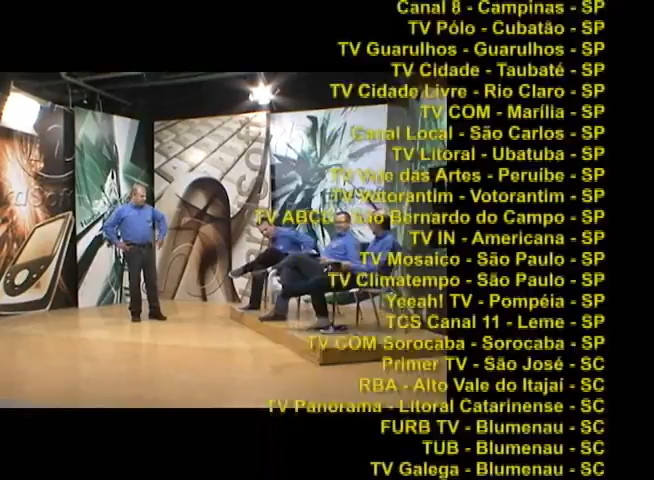 Canal 8 - Campinas - SP
TV Pólo - Cubatão - SP
TV Guarulhos - Guarulhos - SP
TV Cidade - Taubaté - SP
TV Cidade Livre - Rio Claro - SP
TV COM - Marília - SP
Canal Local - São Carlos - SP
TV Litoral - Ubatuba - SP
TV Vale das Artes - Peruíbe - SP
TV Votorantim - Votorantim - SP
TV ABCD - São Bernardo do Campo - SP
TV IN - Americana - SP
TV Mosaico - São Paulo - SP
TV Climatempo - São Paulo - SP
Yeeah! TV - Pompéia - SP
TCS Canal 11 - Leme - SP
TV COM Sorocaba - Sorocaba - SP
Primer TV - São José - SC
RBA - Alto Vale do Itajaí - SC
TV Panorama - Litoral Catarinense - SC
FURB TV - Blumenau - SC
TUB - Blumenau - SC
TV Galega - Blumenau - SC